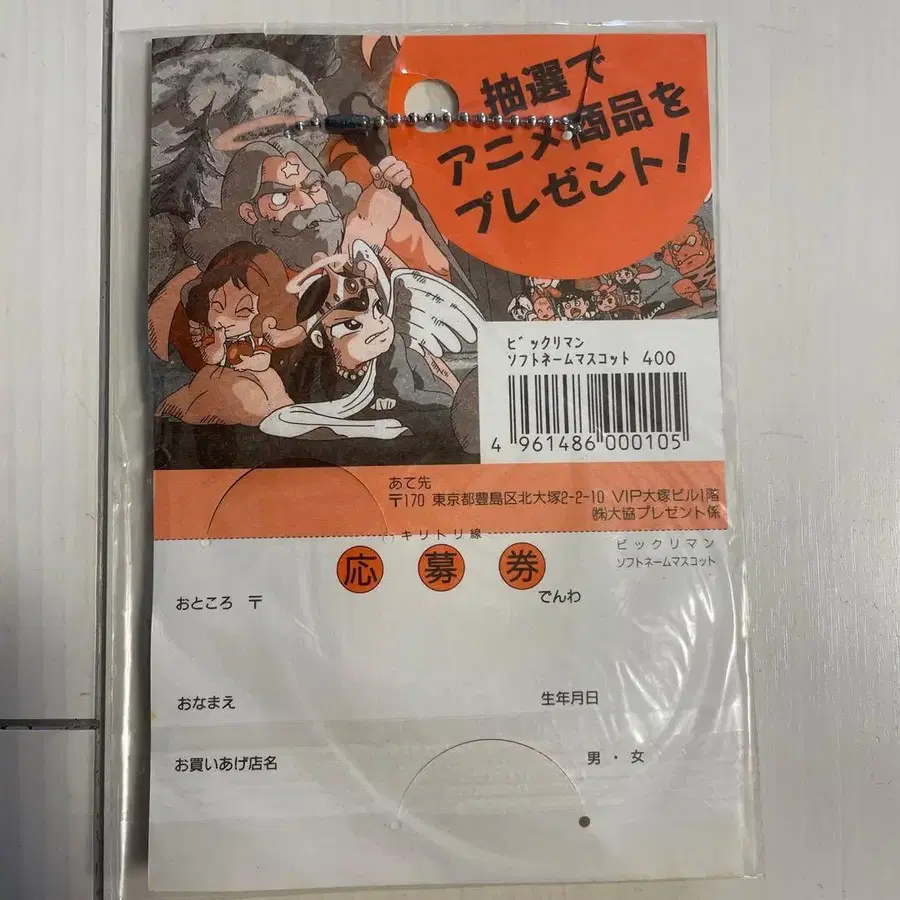 抽選で
アニメ商品を
プレゼント!
ビックリマン
ソフトネームマスコット 400
4 961486 000105
あて先
〒170 東京都豊島区北大塚2-2-10 VIP大塚ビル1階
㈱大協プレゼント係
キリトリ線
ビックリマン
ソフトネームマスコット
応募券
おところ 〒
でんわ
おなまえ
生年月日
お買いあげ店名
男・女